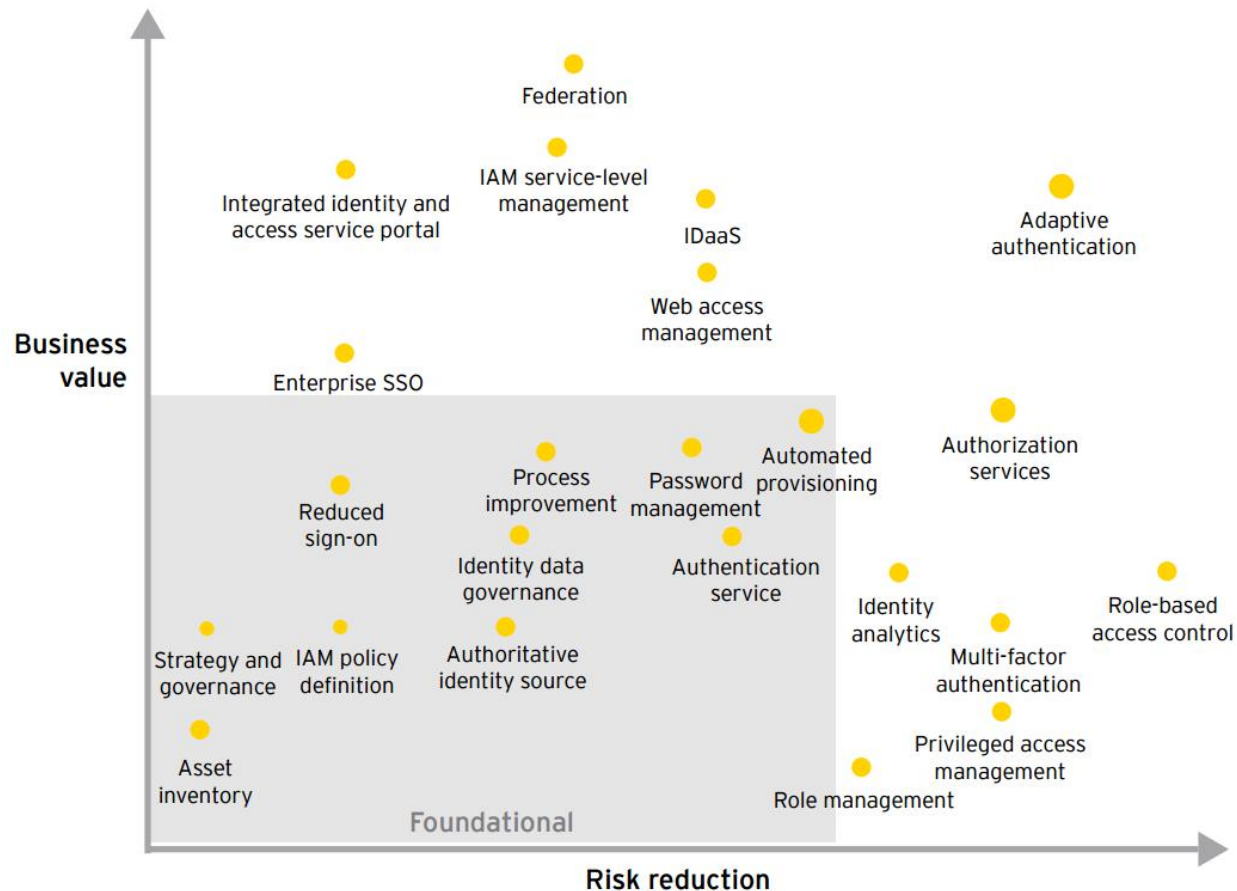 Federation
IAM service-level
management
Integrated identity and
access service portal
IDaaS
Adaptive
authentication
Web access
management
Business
value
Enterprise SSO
Automated
provisioning
Authorization
services
Process
improvement
Password
management
Reduced
sign-on
Identity data
governance
Authentication
service
Identity
analytics
Role-based
access control
Strategy and
governance
IAM policy
definition
Authoritative
identity source
Multi-factor
authentication
Asset
inventory
Privileged access
management
Role management
Foundational
Risk reduction